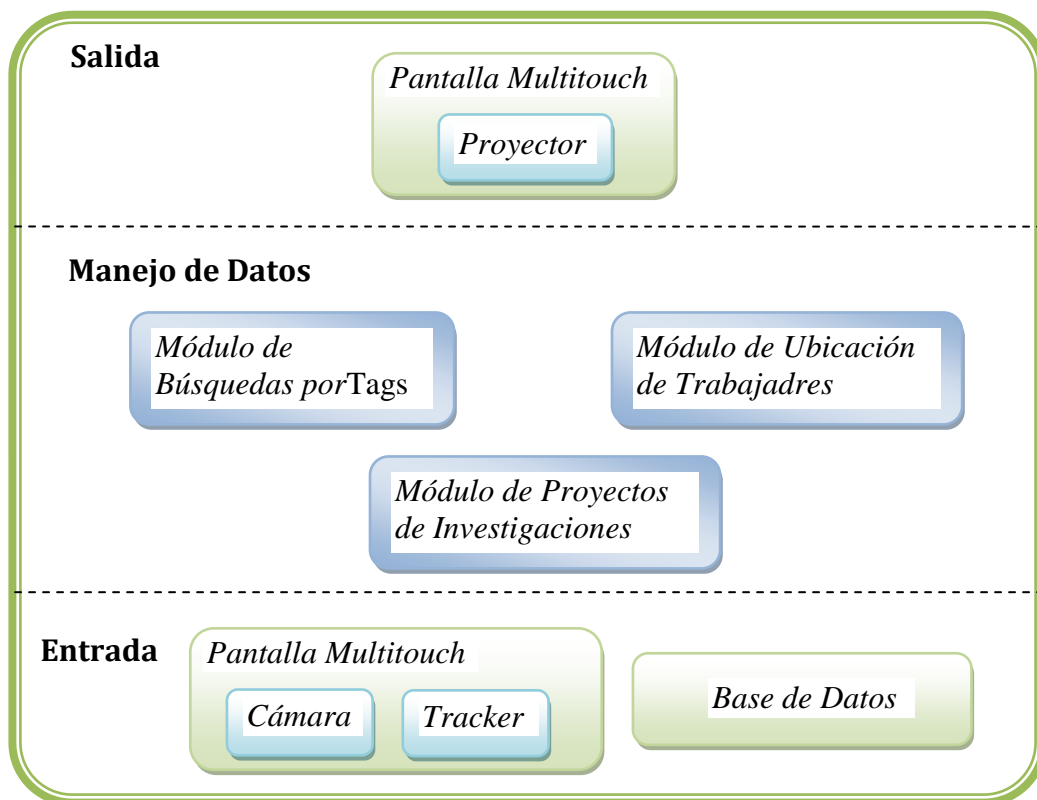 Salida
Pantalla Multitouch
Proyector
Manejo de Datos
Módulo de
Búsquedas porTags
Módulo de Ubicación
de Trabajadres
Módulo de Proyectos
de Investigaciones
Entrada
Pantalla Multitouch
Cámara
Tracker
Base de Datos